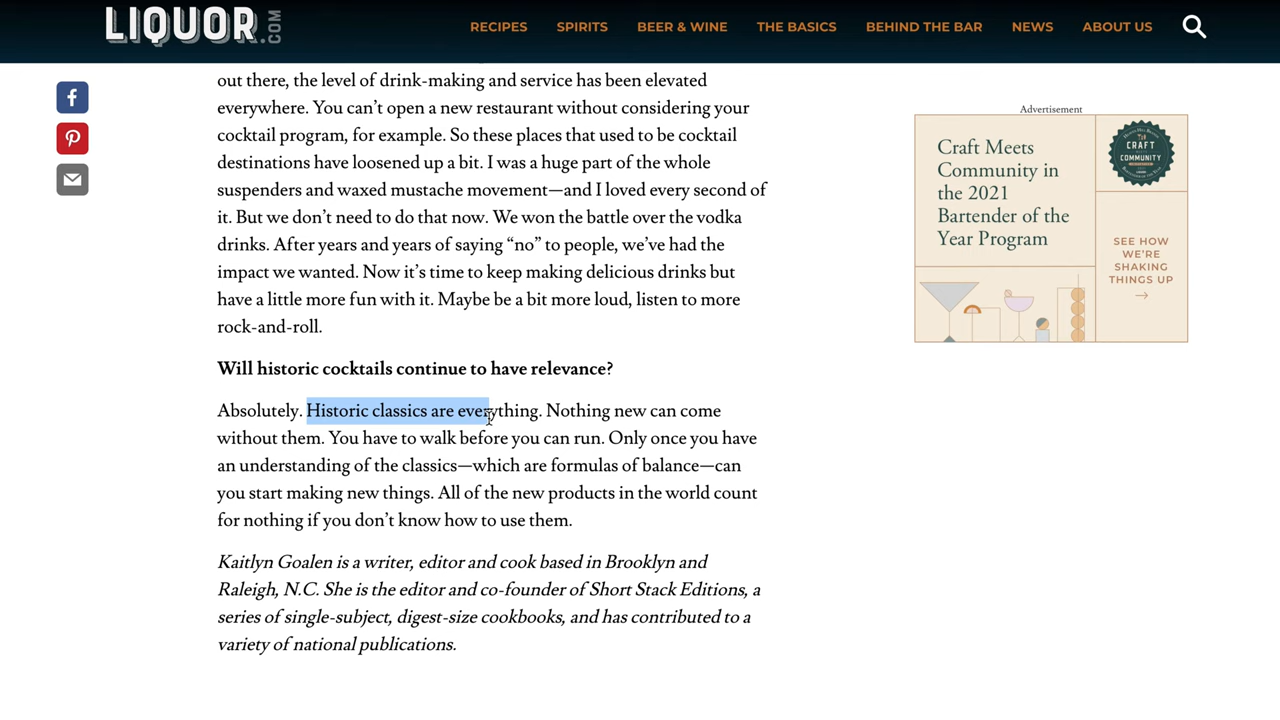 LIQUOR.COM
RECIPES SPIRITS BEER & WINE THE BASICS BEHIND THE BAR NEWS ABOUT US
out there, the level of drink-making and service has been elevated
everywhere. You can’t open a new restaurant without considering your
cocktail program, for example. So these places that used to be cocktail
destinations have loosened up a bit. I was a huge part of the whole
suspenders and waxed mustache movement—and I loved every second of
it. But we don’t need to do that now. We won the battle over the vodka
drinks. After years and years of saying “no” to people, we’ve had the
impact we wanted. Now it’s time to keep making delicious drinks but
have a little more fun with it. Maybe be a bit more loud, listen to more
rock-and-roll.
Will historic cocktails continue to have relevance?
Absolutely. Historic classics are everything. Nothing new can come
without them. You have to walk before you can run. Only once you have
an understanding of the classics—which are formulas of balance—can
you start making new things. All of the new products in the world count
for nothing if you don’t know how to use them.
Kaitlyn Goalen is a writer, editor and cook based in Brooklyn and
Raleigh, N.C. She is the editor and co-founder of Short Stack Editions, a
series of single-subject, digest-size cookbooks, and has contributed to a
variety of national publications.
Advertisement
Craft Meets
Community in
the 2021
Bartender of the
Year Program
CRAFT
COMMUNITY
SEE HOW
WE’RE
SHAKING
THINGS UP